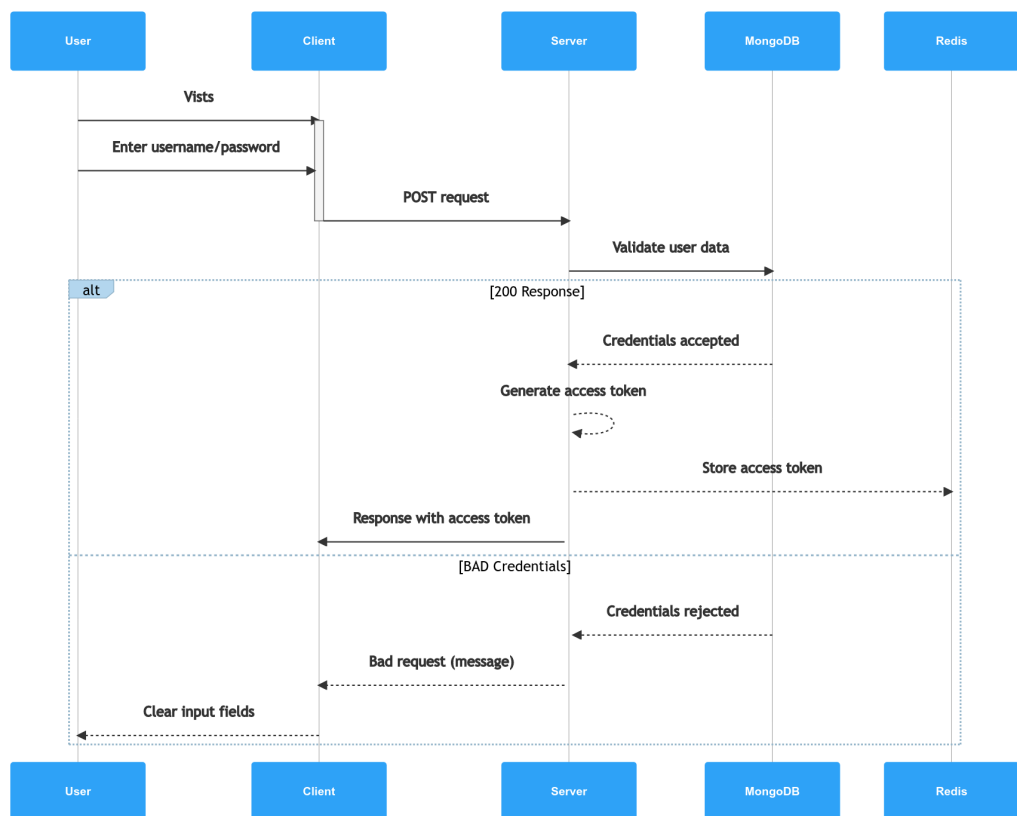 User
Client
Server
MongoDB
Redis
Vists
Enter username/password
POST request
Validate user data
alt
[200 Response]
Credentials accepted
Generate access token
Store access token
Response with access token
[BAD Credentials]
Credentials rejected
Bad request (message)
Clear input fields
User
Client
Server
MongoDB
Redis